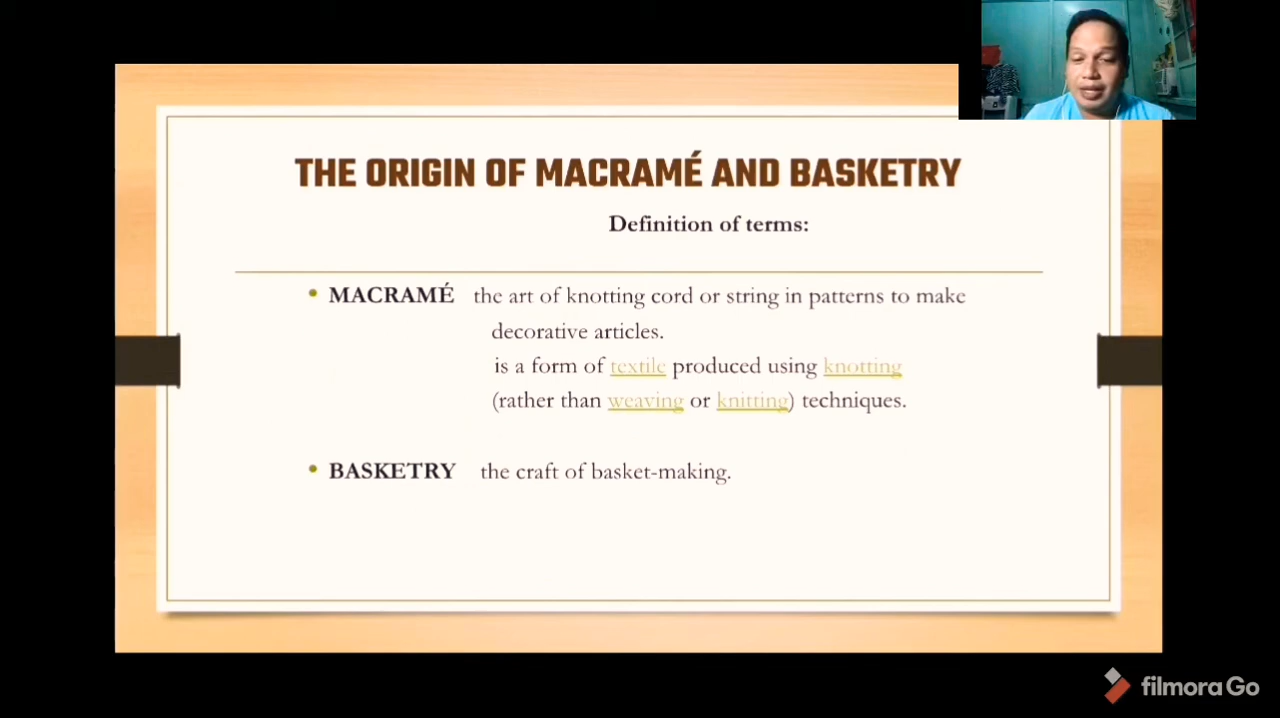 THE ORIGIN OF MACRAMÉ AND BASKETRY
Definition of terms:
• MACRAMÉ the art of knotting cord or string in patterns to make
decorative articles.
is a form of textile produced using knotting
(rather than weaving or knitting) techniques.
• BASKETRY the craft of basket-making.
filmora Go